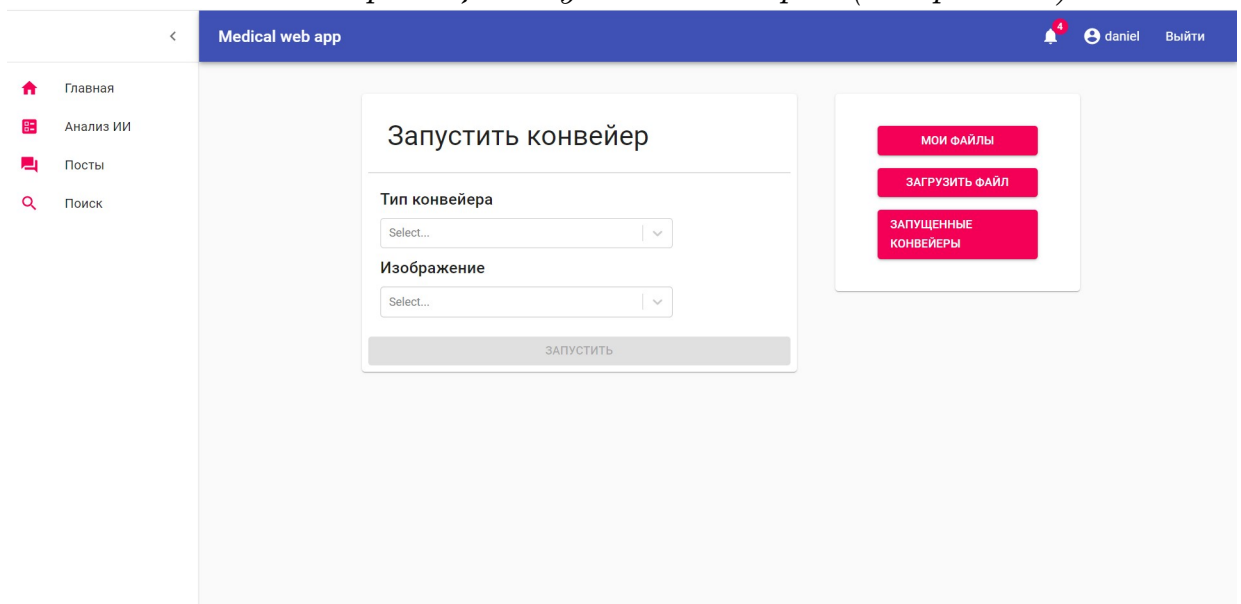 Medical web app
4
daniel
Выйти
Главная
Анализ ИИ
Посты
Поиск
Запустить конвейер
Тип конвейера
Select...
Изображение
Select...
ЗАПУСТИТЬ
МОИ ФАЙЛЫ
ЗАГРУЗИТЬ ФАЙЛ
ЗАПУЩЕННЫЕ
КОНВЕЙЕРЫ